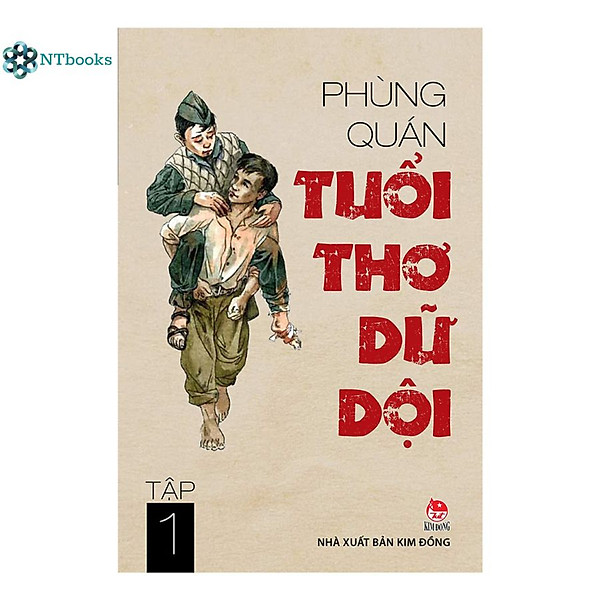 NTbooks
PHÙNG
QUÁN
TUỔI
THƠ
DỮ
DỘI
TẬP
1
KIM ĐỒNG
NHÀ XUẤT BẢN KIM ĐỒNG